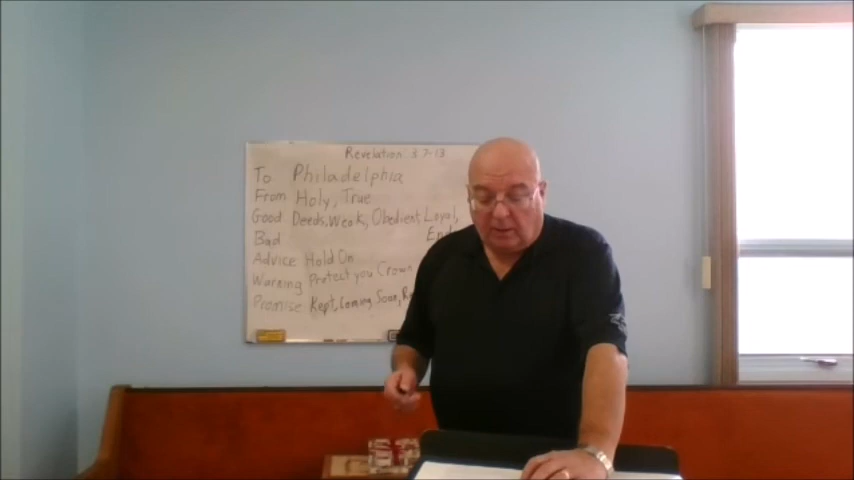 Revelation 3:7-13
To Philadelphia
From Holy, True
Good Deeds, Weak, Obedient, Loyal,
Bad
Advice Hold On
Warning Protect you Crown
Promise Kept, Coming Soon,